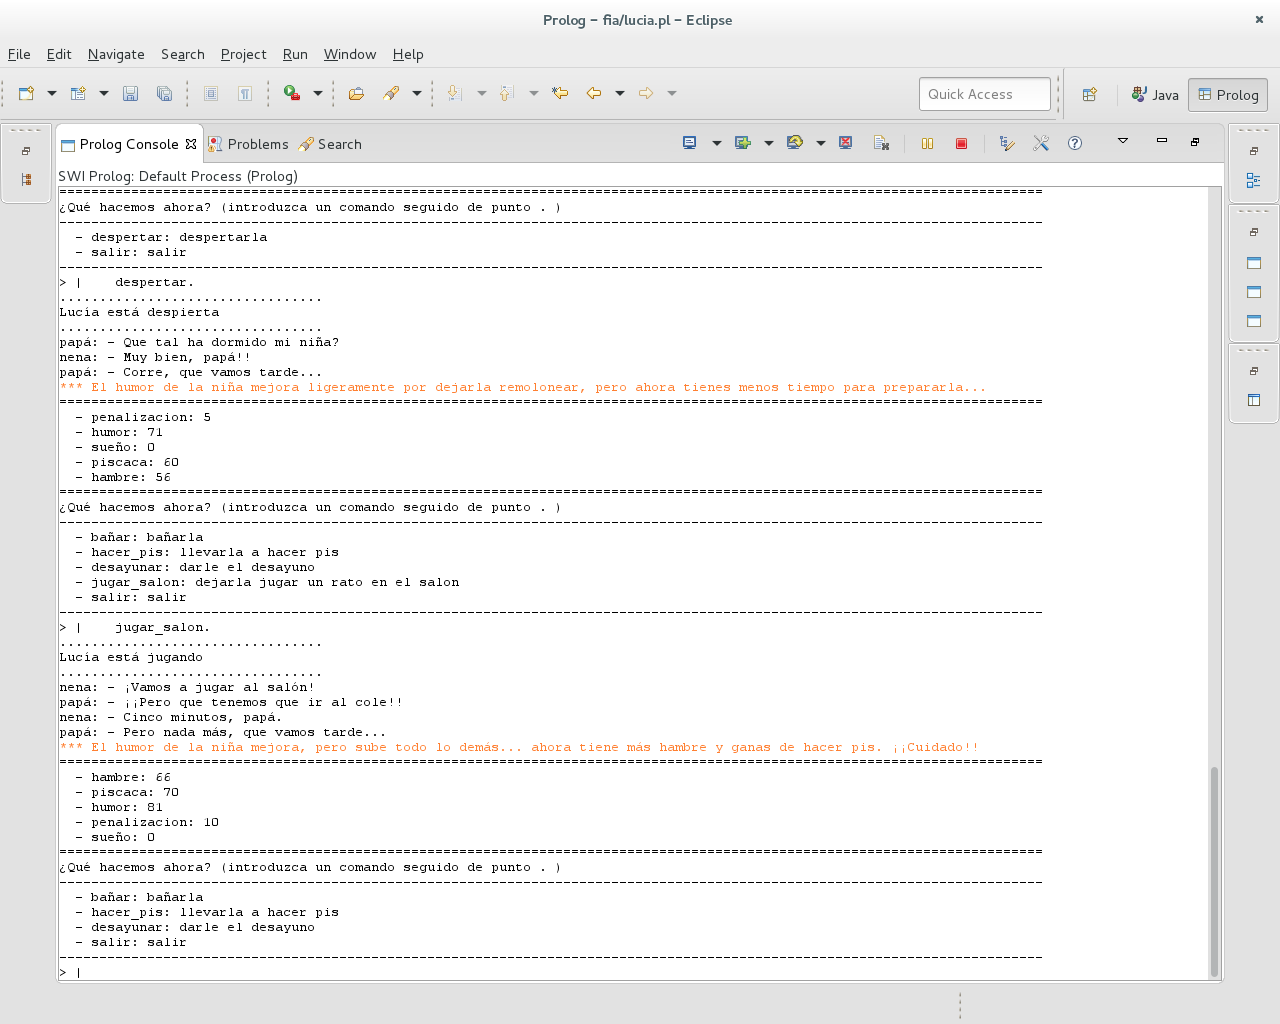 Prolog – fia/lucia.pl – Eclipse
File Edit Navigate Search Project Run Window Help
Quick Access
Java
Prolog
Prolog Console
Problems
Search
SWI Prolog: Default Process (Prolog)
===========================================================================================================================
¿Qué hacemos ahora? (introduzca un comando seguido de punto . )
---------------------------------------------------------------------------------------------------------------------------
- despertar: despertarla
- salir: salir
---------------------------------------------------------------------------------------------------------------------------
> |    despertar.
.................................
Lucía está despierta
.................................
papá: - Que tal ha dormido mi niña?
nena: - Muy bien, papá!!
papá: - Corre, que vamos tarde...
*** El humor de la niña mejora ligeramente por dejarla remolonear, pero ahora tienes menos tiempo para prepararla...
===========================================================================================================================
- penalizacion: 5
- humor: 71
- sueño: 0
- piscaca: 60
- hambre: 56
===========================================================================================================================
¿Qué hacemos ahora? (introduzca un comando seguido de punto . )
---------------------------------------------------------------------------------------------------------------------------
- bañar: bañarla
- hacer_pis: llevarla a hacer pis
- desayunar: darle el desayuno
- jugar_salon: dejarla jugar un rato en el salon
- salir: salir
---------------------------------------------------------------------------------------------------------------------------
> |    jugar_salon.
.................................
Lucía está jugando
.................................
nena: - ¡Vamos a jugar al salón!
papá: - ¡¡Pero que tenemos que ir al cole!!
nena: - Cinco minutos, papá.
papá: - Pero nada más, que vamos tarde...
*** El humor de la niña mejora, pero sube todo lo demás... ahora tiene más hambre y ganas de hacer pis. ¡¡Cuidado!!
===========================================================================================================================
- hambre: 66
- piscaca: 70
- humor: 81
- penalizacion: 10
- sueño: 0
===========================================================================================================================
¿Qué hacemos ahora? (introduzca un comando seguido de punto . )
---------------------------------------------------------------------------------------------------------------------------
- bañar: bañarla
- hacer_pis: llevarla a hacer pis
- desayunar: darle el desayuno
- salir: salir
---------------------------------------------------------------------------------------------------------------------------
> |